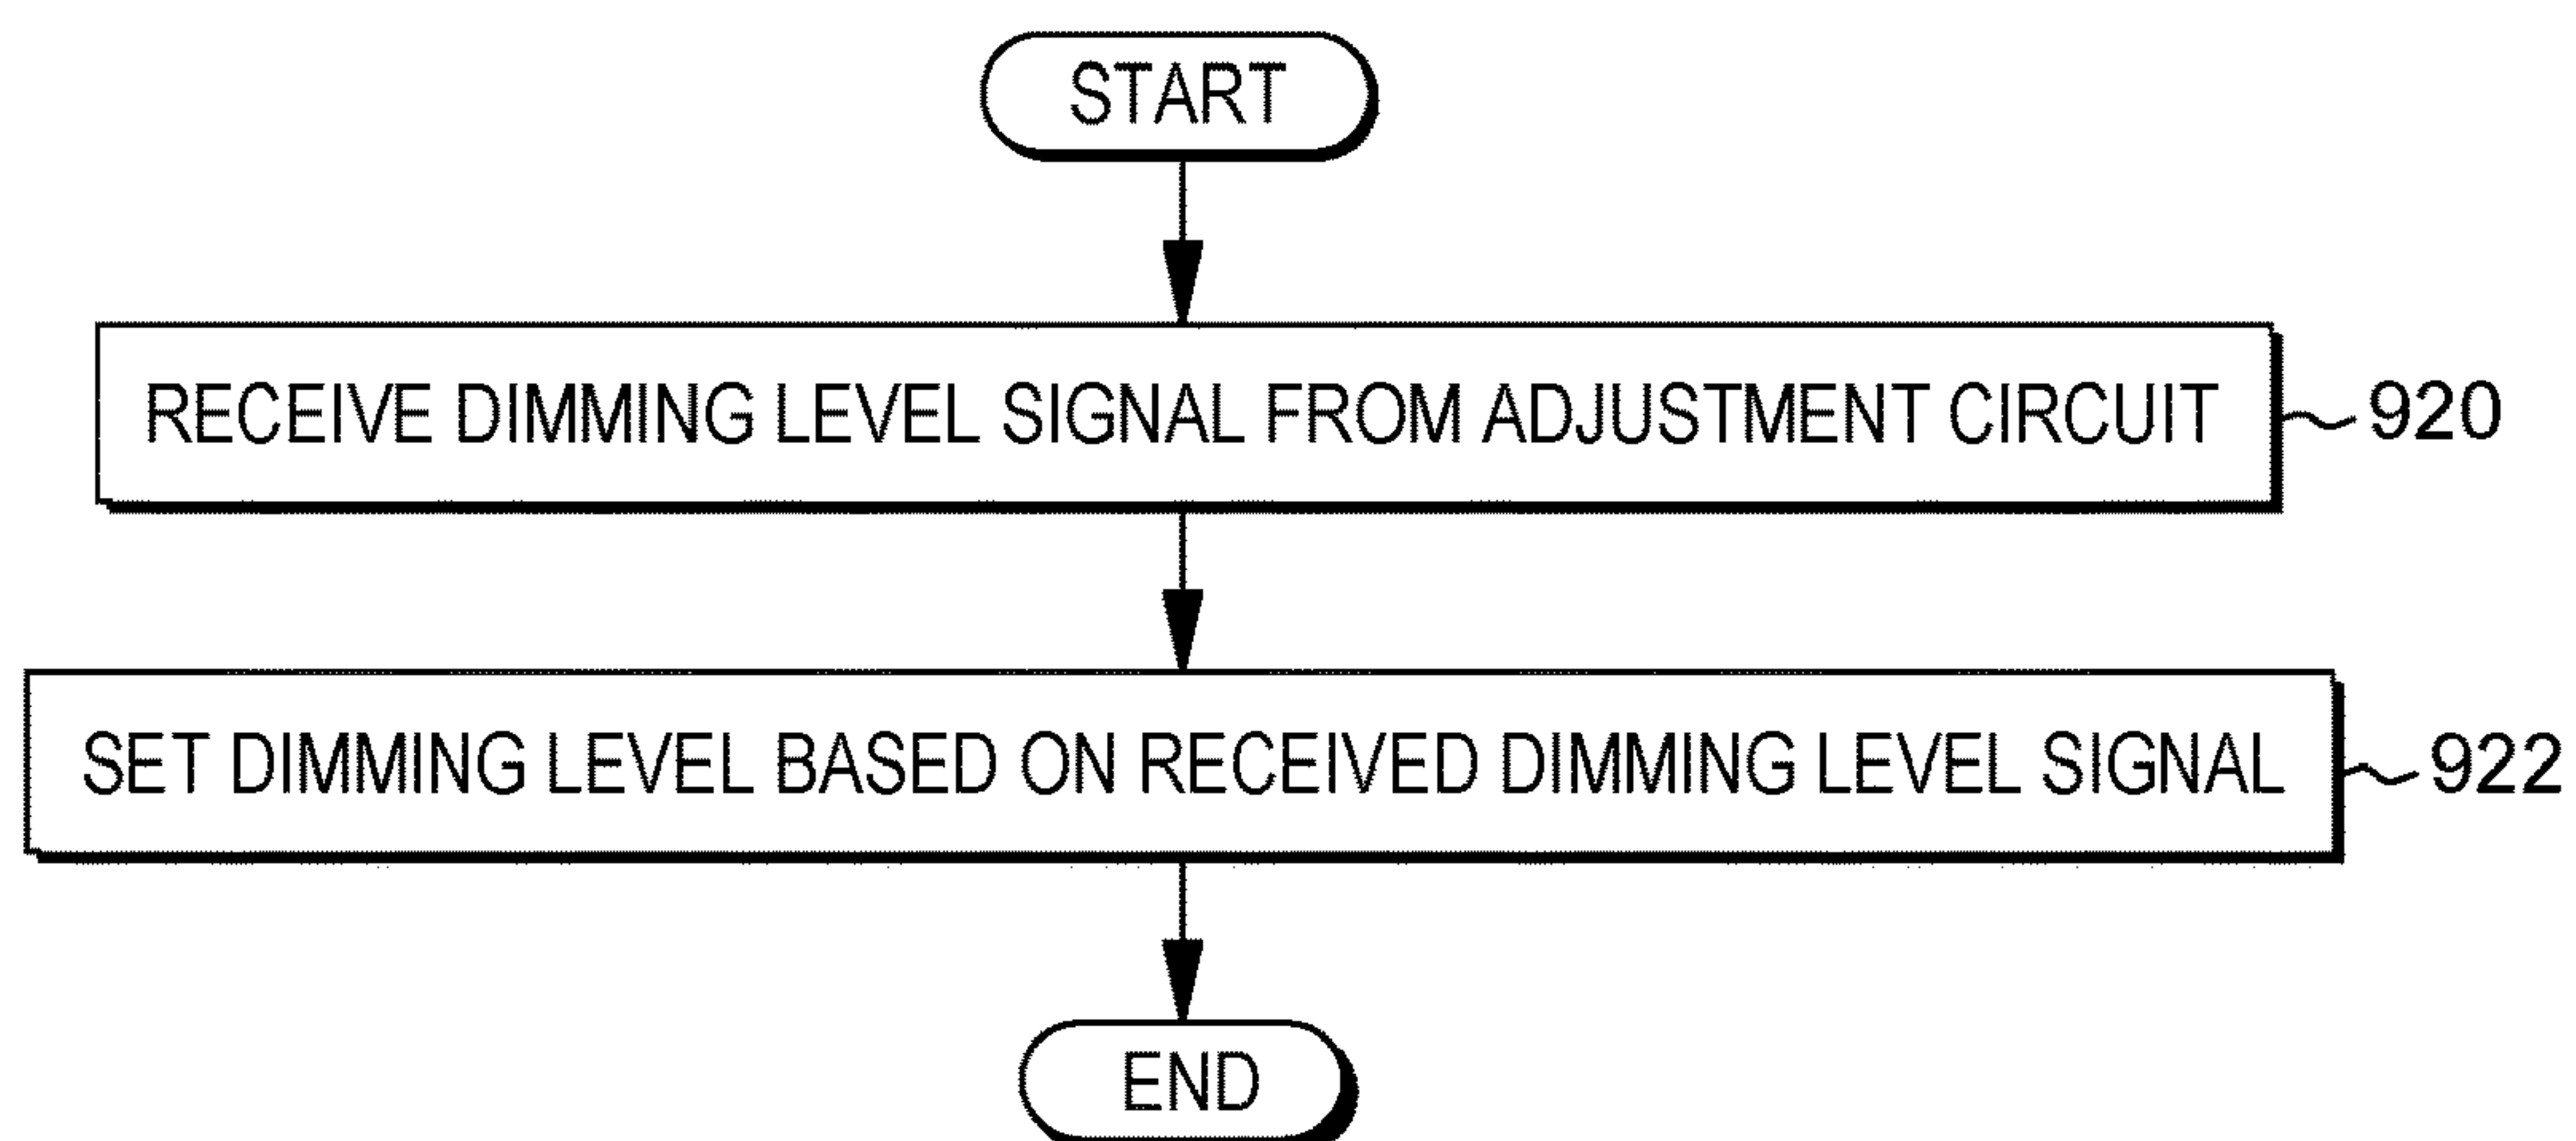 START
RECEIVE DIMMING LEVEL SIGNAL FROM ADJUSTMENT CIRCUIT
920
SET DIMMING LEVEL BASED ON RECEIVED DIMMING LEVEL SIGNAL
922
END